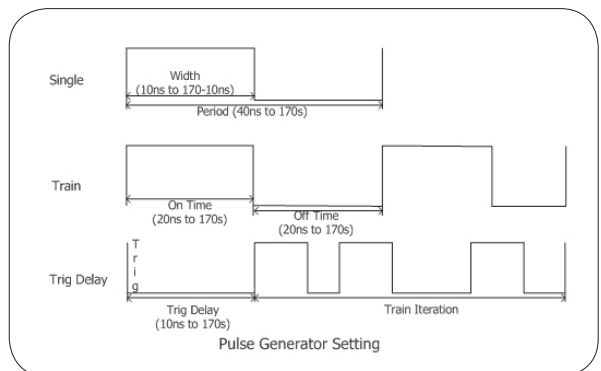 Single
Width
(10ns to 170-10ns)
Period (40ns to 170s)
Train
On Time
(20ns to 170s)
Off Time
(20ns to 170s)
Trig Delay
Trig
Trig Delay
(10ns to 170s)
Train Iteration
Pulse Generator Setting